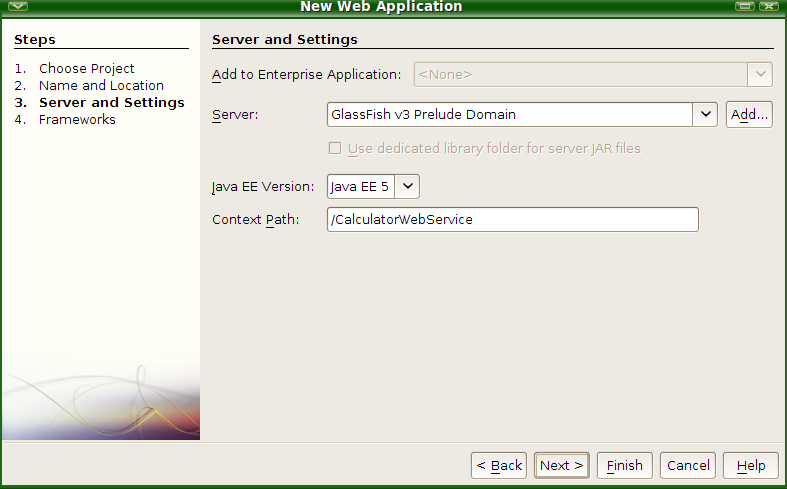 New Web Application
Steps
1. Choose Project
2. Name and Location
3. Server and Settings
4. Frameworks
Server and Settings
Add to Enterprise Application: <None>
Server: GlassFish v3 Prelude Domain Add...
Use dedicated library folder for server JAR files
Java EE Version: Java EE 5
Context Path: /CalculatorWebService
< Back Next > Finish Cancel Help